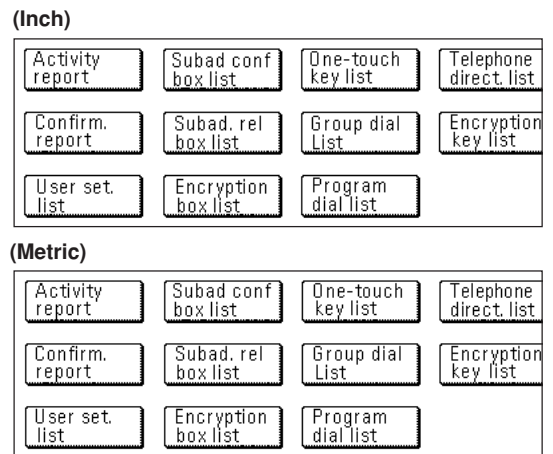 (Inch)
Activity report
Subad conf box list
One-touch key list
Telephone direct. list
Confirm. report
Subad. rel box list
Group dial List
Encryption key list
User set. list
Encryption box list
Program dial list
(Metric)
Activity report
Subad conf box list
One-touch key list
Telephone direct. list
Confirm. report
Subad. rel box list
Group dial List
Encryption key list
User set. list
Encryption box list
Program dial list